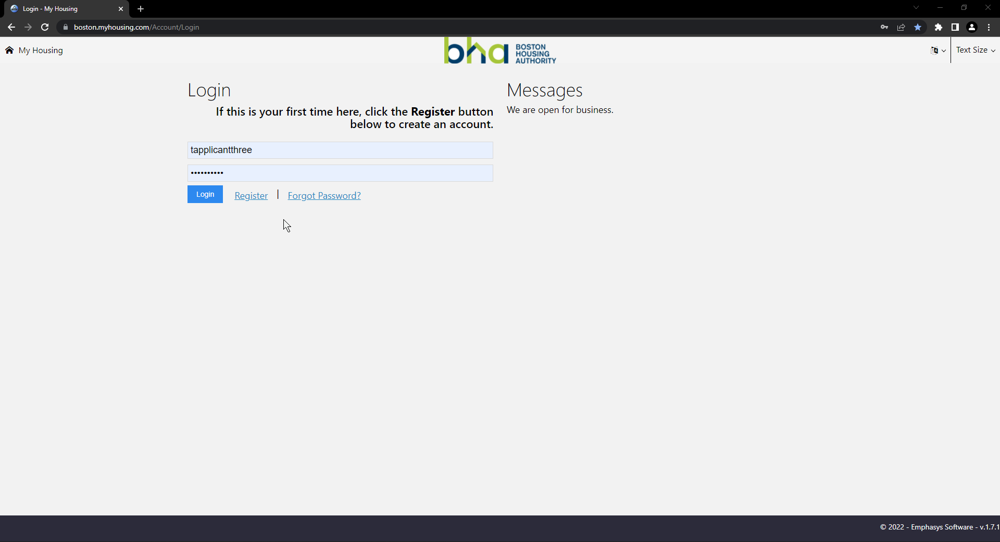 Login - My Housing
boston.myhousing.com/Account/Login
My Housing
bha
BOSTON
HOUSING
AUTHORITY
Text Size
Login
If this is your first time here, click the Register button
below to create an account.
tapplicantthree
••••••••••
Login
Register | Forgot Password?
Messages
We are open for business.
© 2022 - Emphasys Software - v.1.7.1